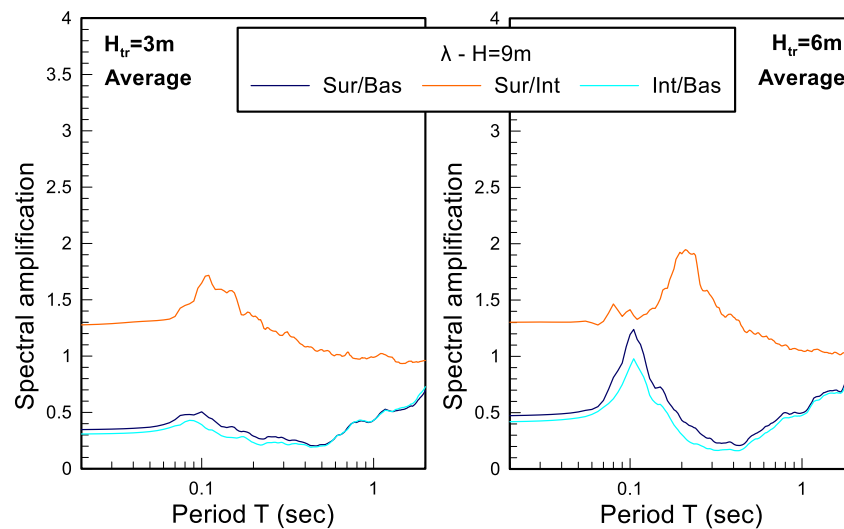 λ - H=9m
Sur/Bas Sur/Int Int/Bas
H_tr=3m
Average
4
3.5
3
2.5
2
1.5
1
0.5
0
Spectral amplification
0.1 1
Period T (sec)
H_tr=6m
Average
4
3.5
3
2.5
2
1.5
1
0.5
0
Spectral amplification
0.1 1
Period T (sec)